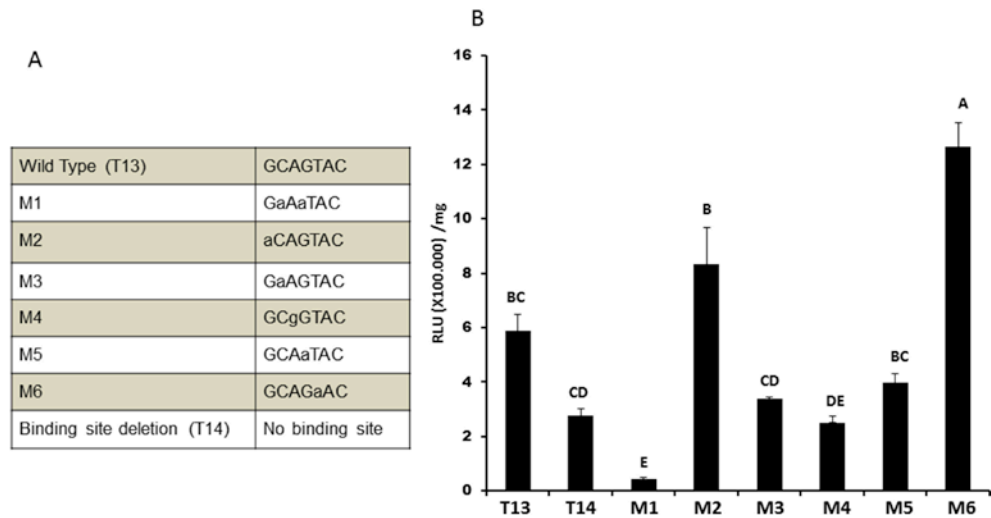 A
Wild Type (T13) GCAGTAC
M1 GaAaTAC
M2 aCAGTAC
M3 GaAGTAC
M4 GCgGTAC
M5 GCAaTAC
M6 GCAGaAC
Binding site deletion (T14) No binding site
B
RLU (X100.000) /mg
16
14
12
10
8
6
4
2
0
BC
CD
E
B
CD
DE
BC
A
T13 T14 M1 M2 M3 M4 M5 M6